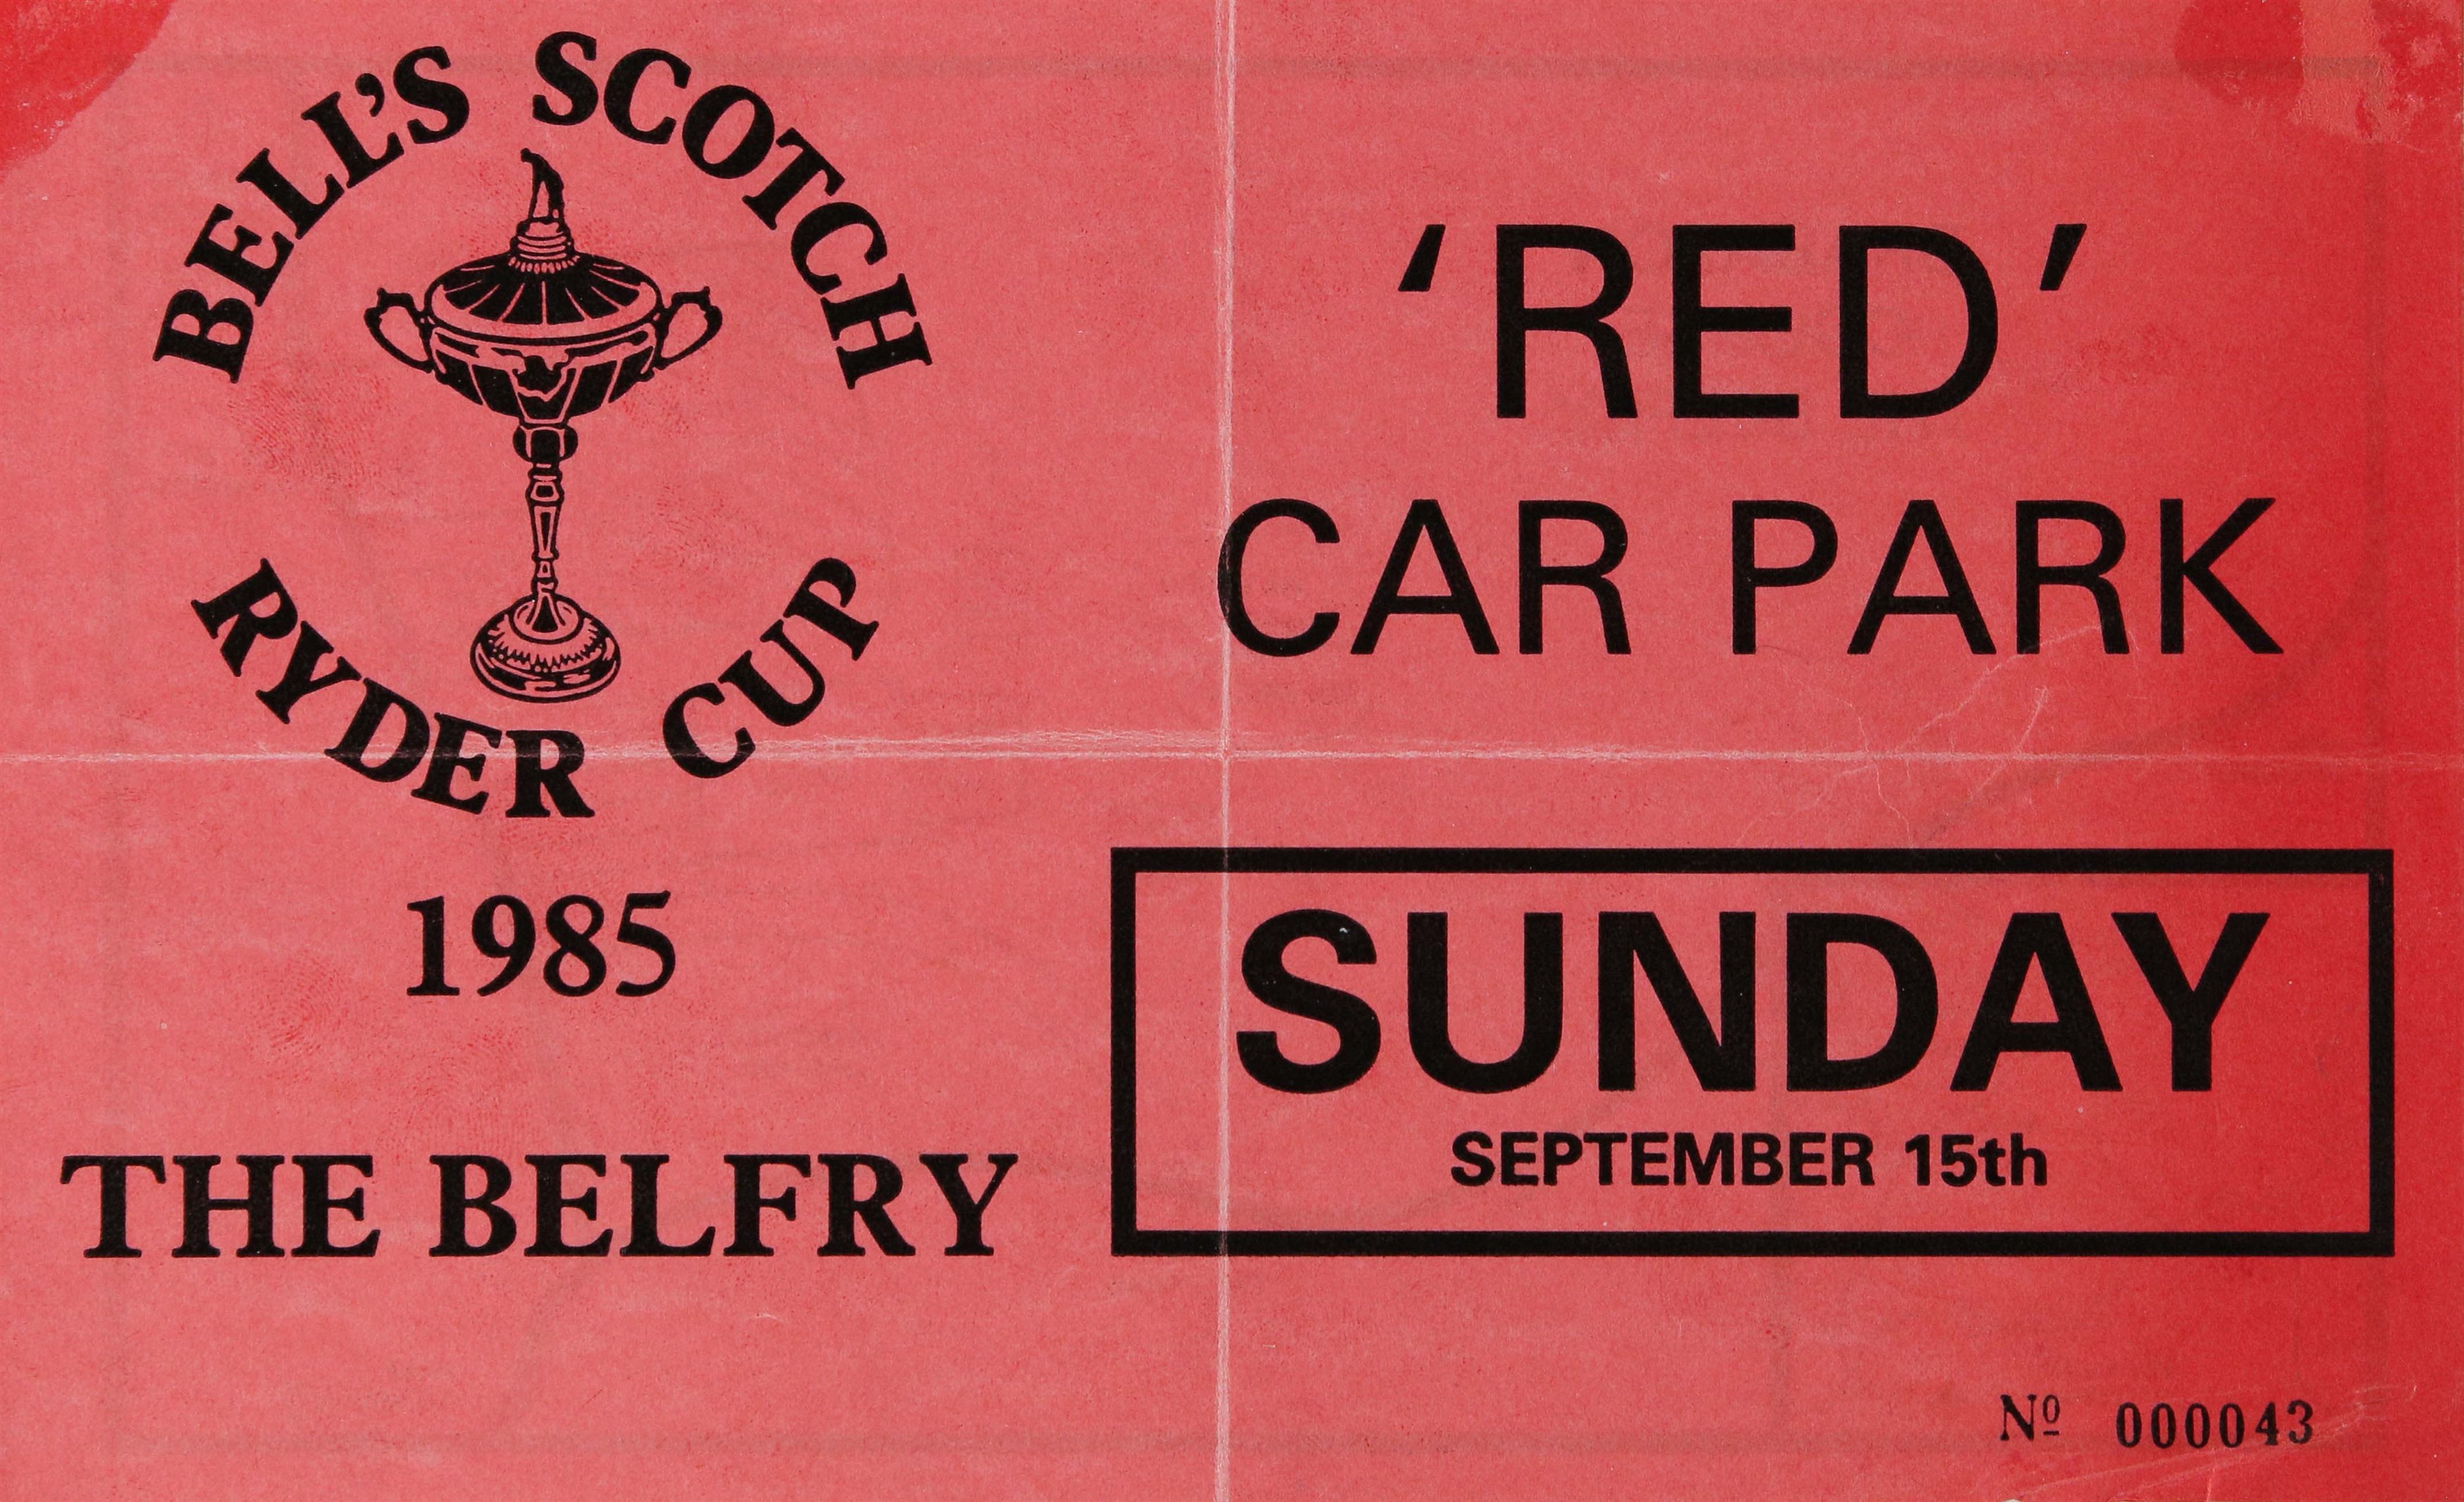 BELL'S SCOTCH
RYDER CUP
1985
THE BELFRY
'RED'
CAR PARK
SUNDAY
SEPTEMBER 15th
Nº 000043